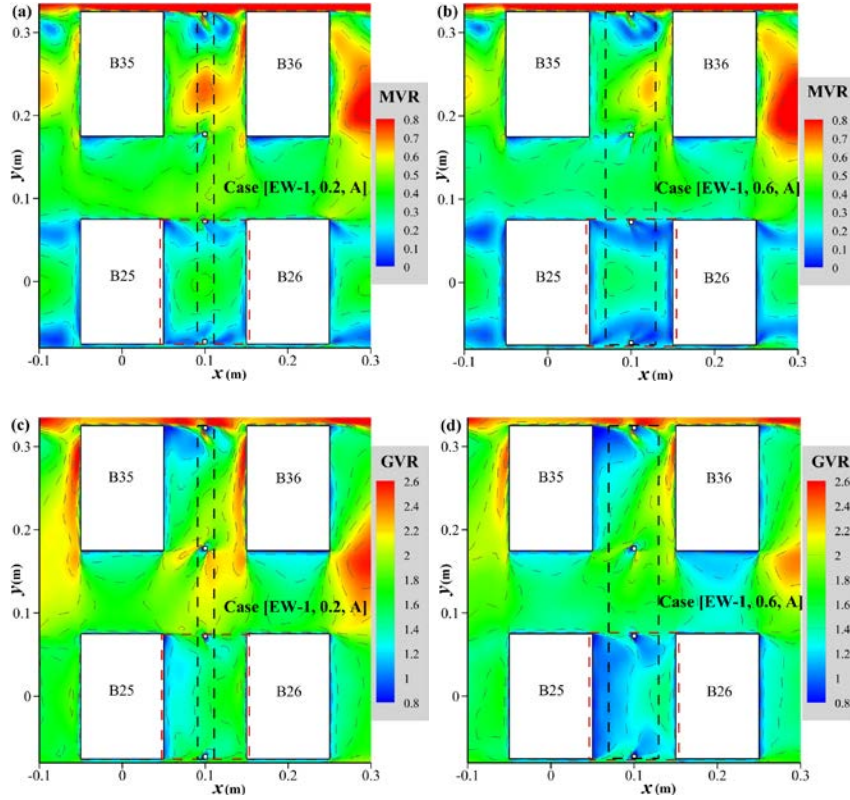 (a)
0.3
0.2
0.1
0
y(m)
B35
B36
Case [EW-1, 0.2, A]
B25
B26
-0.1 0 0.1 0.2 0.3
x (m)
MVR
0.8
0.7
0.6
0.5
0.4
0.3
0.2
0.1
0
(b)
0.3
0.2
0.1
0
y(m)
B35
B36
Case [EW-1, 0.6, A]
B25
B26
-0.1 0 0.1 0.2 0.3
x (m)
MVR
0.8
0.7
0.6
0.5
0.4
0.3
0.2
0.1
0
(c)
0.3
0.2
0.1
0
y(m)
B35
B36
Case [EW-1, 0.2, A]
B25
B26
-0.1 0 0.1 0.2 0.3
x (m)
GVR
2.6
2.4
2.2
2
1.8
1.6
1.4
1.2
1
0.8
(d)
0.3
0.2
0.1
0
y(m)
B35
B36
Case [EW-1, 0.6, A]
B25
B26
-0.1 0 0.1 0.2 0.3
x (m)
GVR
2.6
2.4
2.2
2
1.8
1.6
1.4
1.2
1
0.8